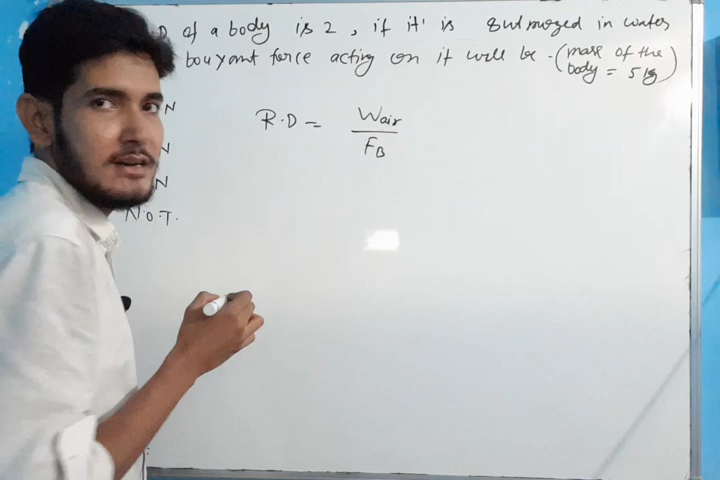 D of a body is 2, if it is submerged in water
bouyant force acting on it will be - (mass of the body = 5 kg)
N
R.D = Wair / FB
N
N
N.O.T.